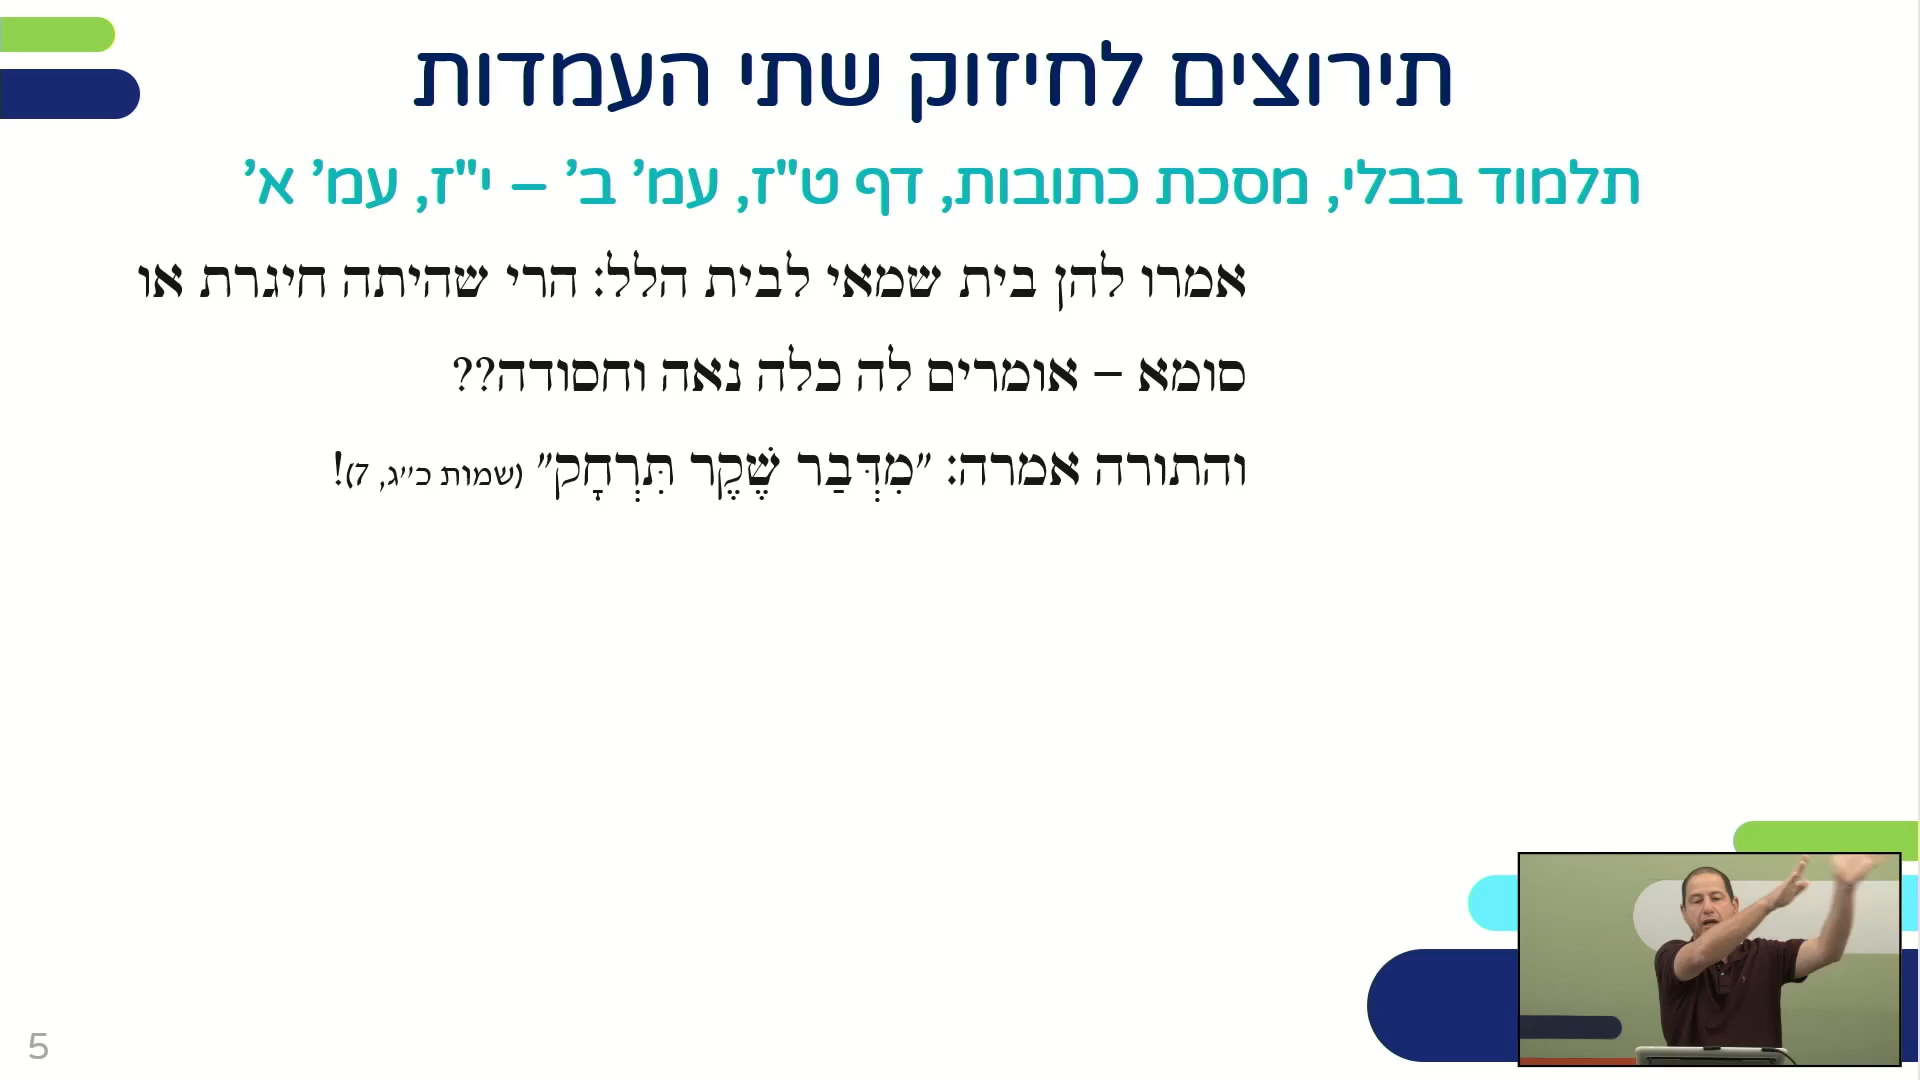 תירוצים לחיזוק שתי העמדות
תלמוד בבלי, מסכת כתובות, דף ט"ז, עמ' ב' – י"ז, עמ' א'
אמרו להן בית שמאי לבית הלל: הרי שהיתה חיגרת או
סומא – אומרים לה כלה נאה וחסודה??
והתורה אמרה: "מִדְּבַר שֶׁקֶר תִּרְחָק" (שמות כ"ג, 7)!
5